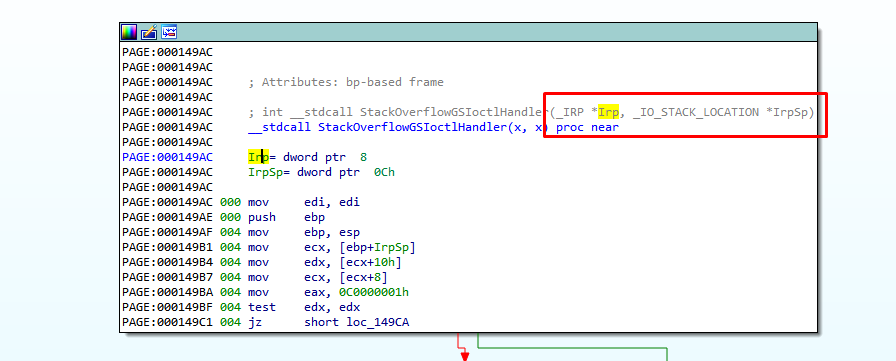 PAGE:000149AC
PAGE:000149AC
PAGE:000149AC ; Attributes: bp-based frame
PAGE:000149AC
PAGE:000149AC ; int __stdcall StackOverflowGSIoctlHandler(_IRP *Irp, _IO_STACK_LOCATION *IrpSp)
PAGE:000149AC __stdcall StackOverflowGSIoctlHandler(x, x) proc near
PAGE:000149AC
PAGE:000149AC Irp= dword ptr 8
PAGE:000149AC IrpSp= dword ptr 0Ch
PAGE:000149AC
PAGE:000149AC 000 mov edi, edi
PAGE:000149AE 000 push ebp
PAGE:000149AF 004 mov ebp, esp
PAGE:000149B1 004 mov ecx, [ebp+IrpSp]
PAGE:000149B4 004 mov edx, [ecx+10h]
PAGE:000149B7 004 mov ecx, [ecx+8]
PAGE:000149BA 004 mov eax, 0C0000001h
PAGE:000149BF 004 test edx, edx
PAGE:000149C1 004 jz short loc_149CA